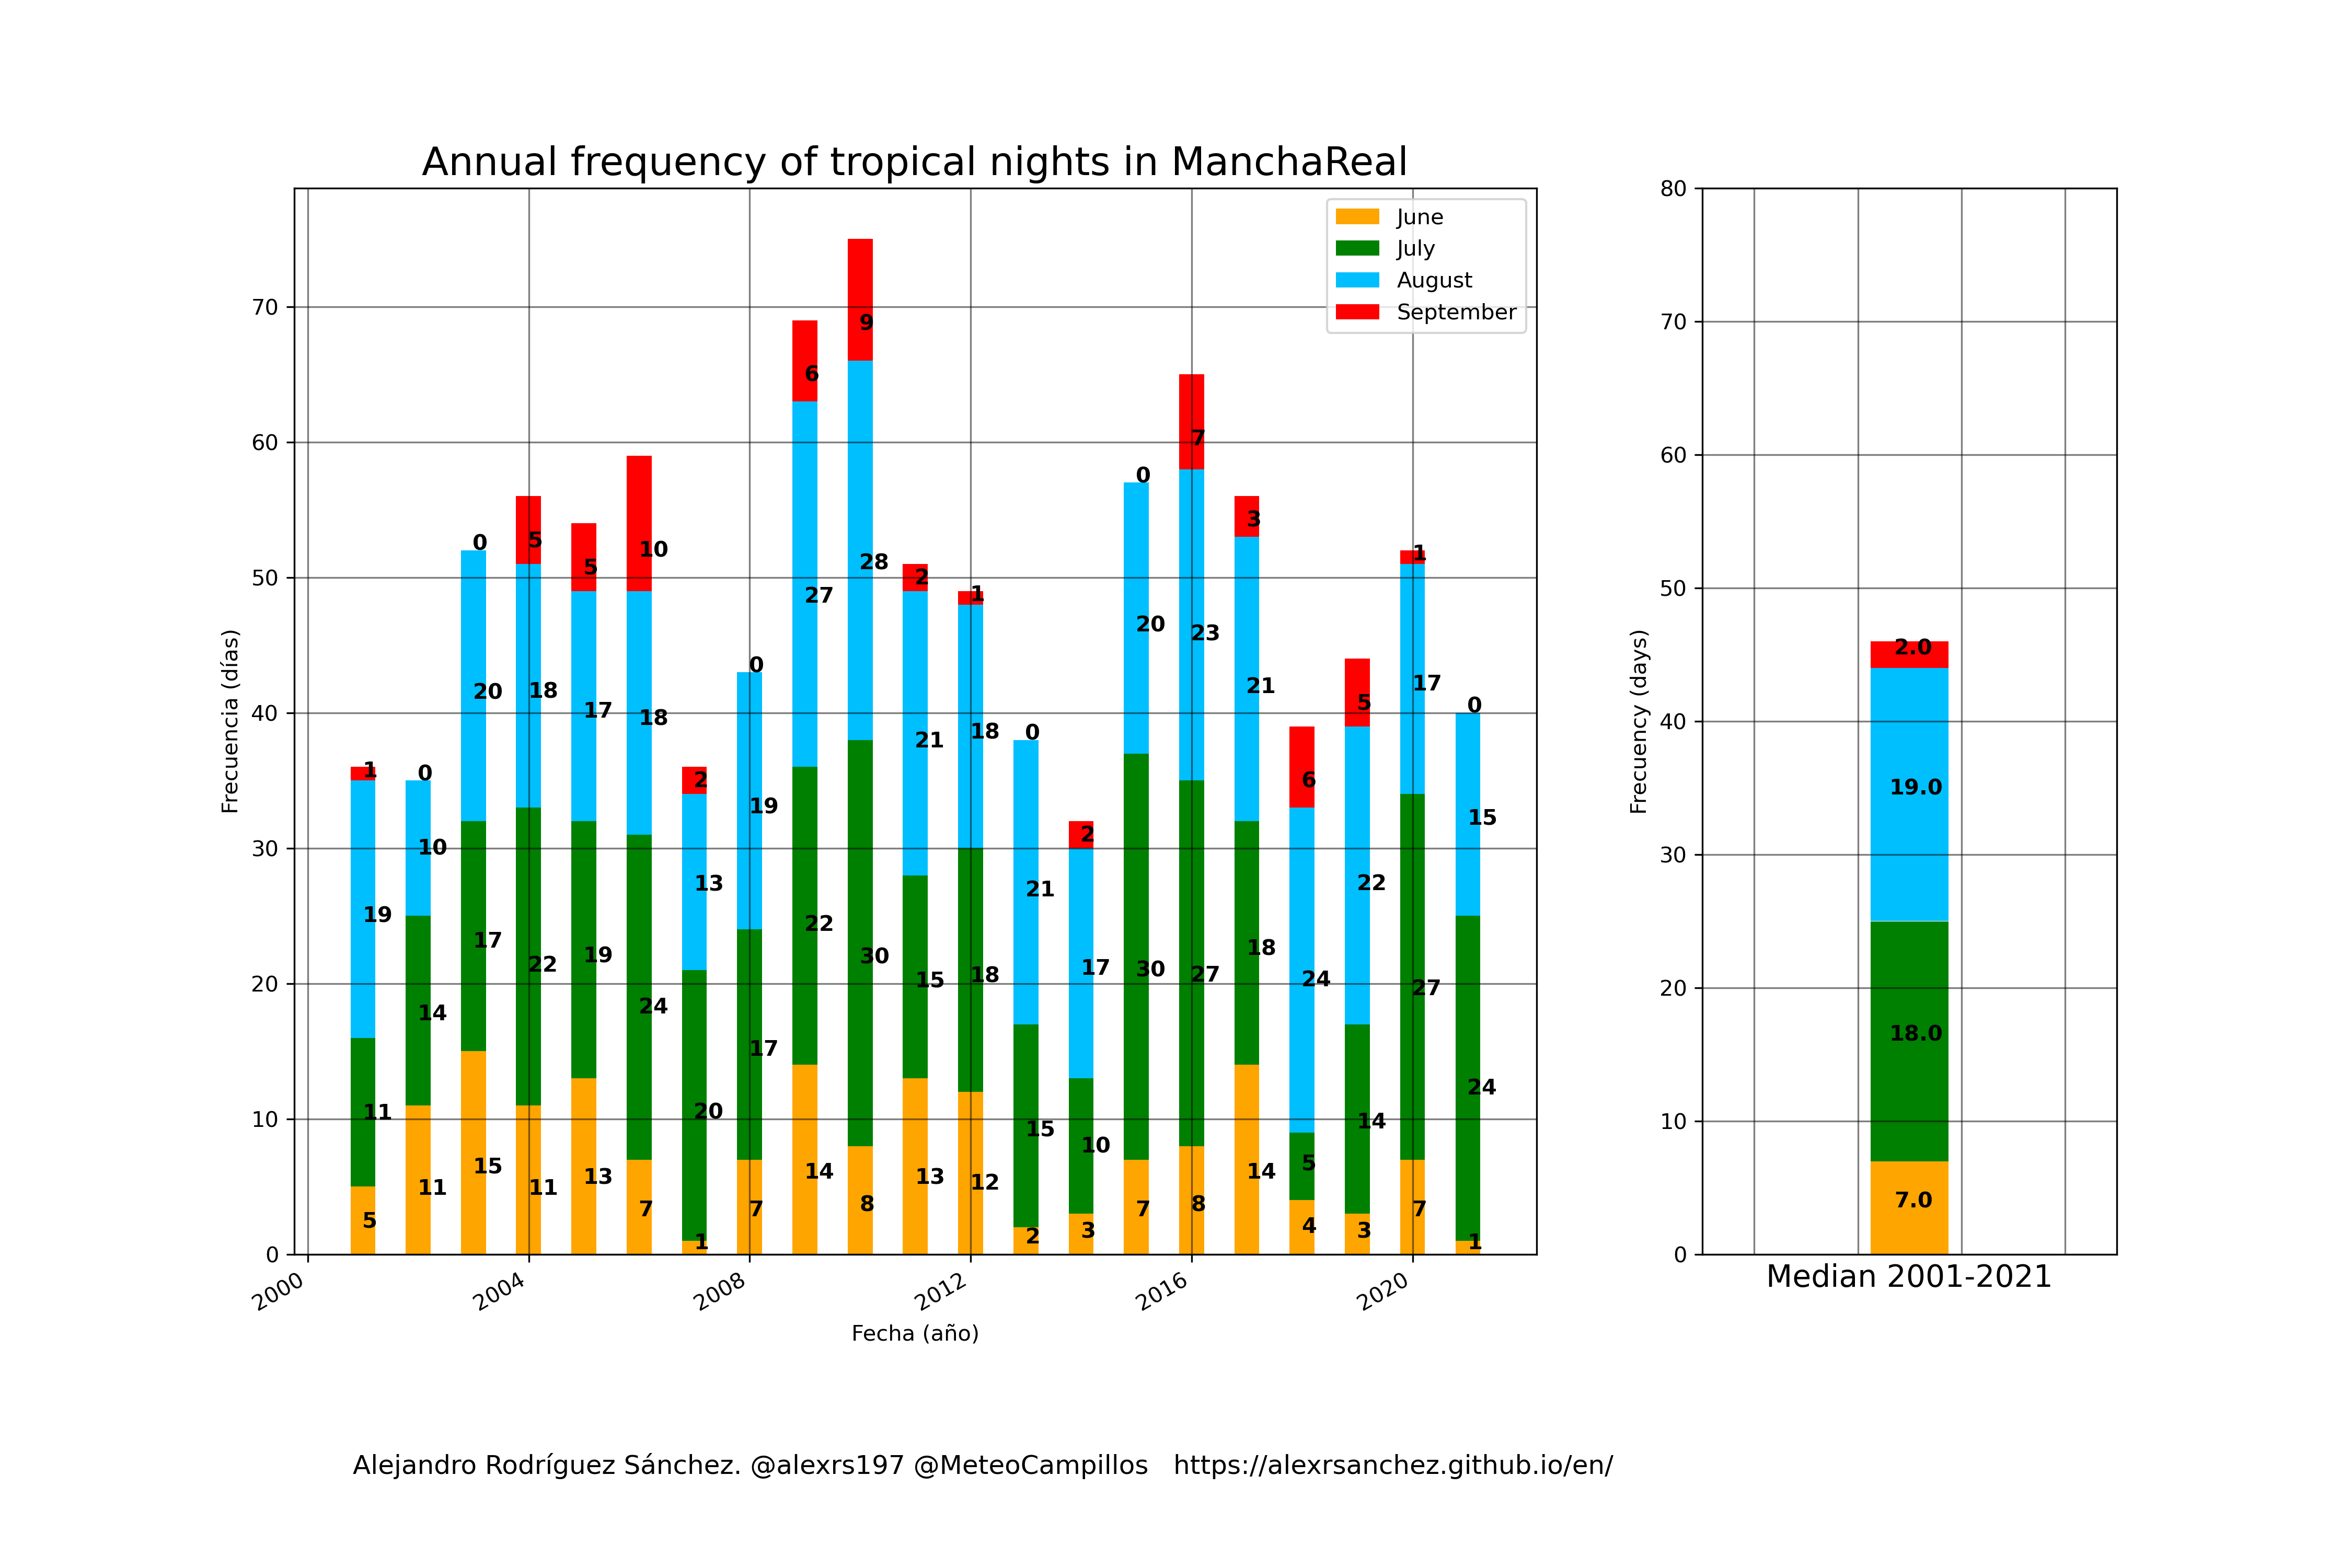 Annual frequency of tropical nights in ManchaReal
June
July
August
September
Frecuencia (días)
70
60
50
40
30
20
10
0
1 19 11 5
0 10 14 11
0 20 17 15
5 18 22 11
5 17 19 13
10 18 24 7
2 13 20 1
0 19 17 7
6 27 22 14
9 28 30 8
2 21 15 13
1 18 18 12
0 21 15 2
2 17 10 3
0 20 30 7
7 23 27 8
3 21 18 14
6 24 5 4
5 22 14 3
1 17 27 7
0 15 24 1
2000 2004 2008 2012 2016 2020
Fecha (año)
Frecuency (days)
80
70
60
50
40
30
20
10
0
2.0
19.0
18.0
7.0
Median 2001-2021
Alejandro Rodríguez Sánchez. @alexrs197 @MeteoCampillos https://alexrsanchez.github.io/en/